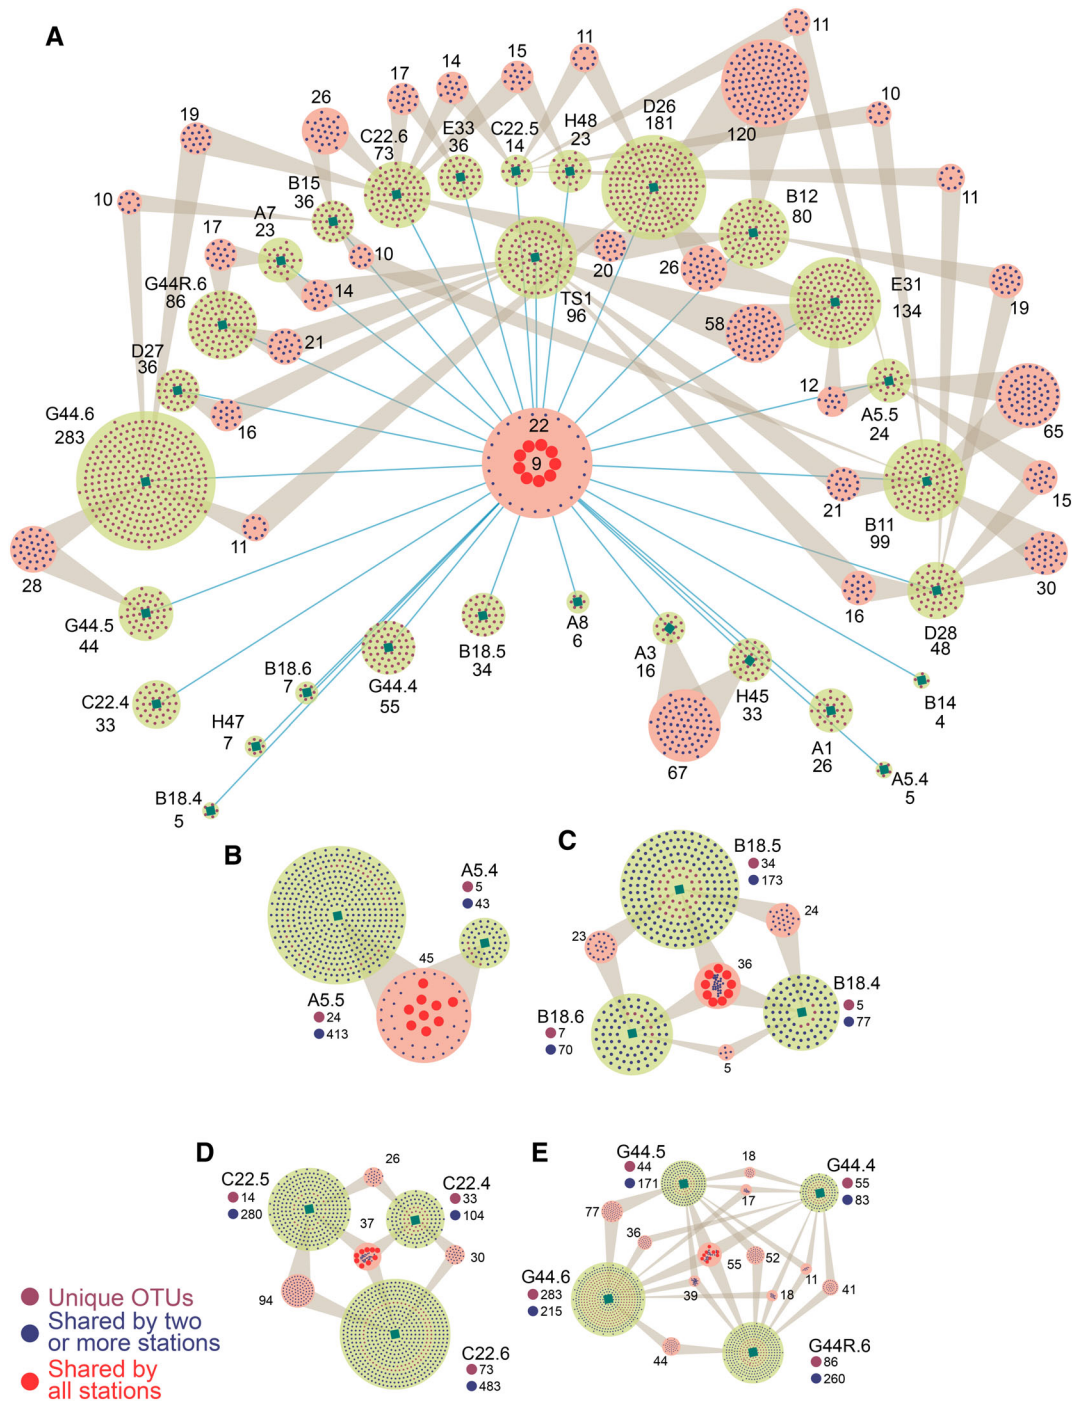 A
11
11
15
14
17
26
19
10
D26
181
120
10
11
H48
23
C22.5
14
E33
36
C22.6
73
B15
36
A7
23
17
10
14
G44R.6
86
21
D27
36
16
G44.6
283
11
28
TS1
96
20
26
58
B12
80
E31
134
19
12
A5.5
24
65
15
21
B11
99
30
16
D28
48
22
9
G44.5
44
C22.4
33
B18.6
7
H47
7
B18.4
5
G44.4
55
B18.5
34
A8
6
A3
16
67
H45
33
A1
26
A5.4
5
B14
4
B
A5.4
5
43
45
A5.5
24
413
C
B18.5
34
173
23
24
36
B18.6
7
70
B18.4
5
77
5
D
C22.5
14
280
26
C22.4
33
104
37
30
94
C22.6
73
483
E
G44.5
44
171
18
G44.4
55
83
17
77
36
55
52
11
41
39
18
G44.6
283
215
44
G44R.6
86
260
Unique OTUs
Shared by two
or more stations
Shared by
all stations